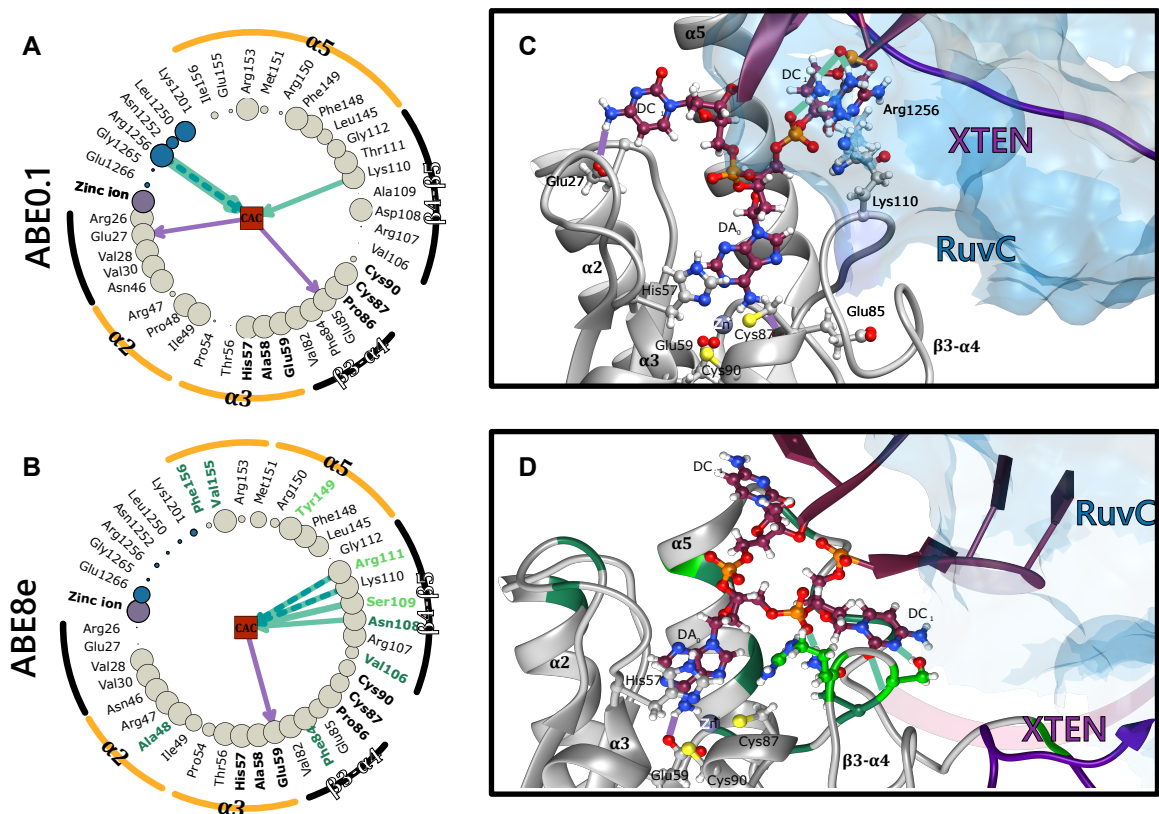 A
ABE0.1
α5
Glu155
Ile156
Lys1201
Leu1250
Asn1252
Arg1256
Gly1265
Glu1266
Zinc ion
Arg26
Glu27
Val28
Val30
Asn46
Arg47
Pro48
Ile49
Pro54
Thr56
His57
Ala58
Glu59
Val82
Phe84
Glu85
Pro86
Cys87
Cys90
Val106
Arg107
Asp108
Ala109
Lys110
Thr111
Gly112
Leu145
Phe148
Phe149
Arg150
Met151
Arg153
CAC
β4-β5
β3-α4
α3
α2
C
α5
DC
DC₁
Arg1256
XTEN
Glu27
Lys110
DA₀
RuvC
α2
His57
Glu85
Zn
Cys87
Glu59
α3
Cys90
β3-α4
B
ABE8e
α5
Val155
Phe156
Lys1201
Leu1250
Asn1252
Arg1256
Gly1265
Glu1266
Zinc ion
Arg26
Glu27
Val28
Val30
Asn46
Arg47
Ala48
Ile49
Pro54
Thr56
His57
Ala58
Glu59
Val82
Phe84
Glu85
Pro86
Cys87
Cys90
Val106
Arg107
Asn108
Ser109
Lys110
Arg111
Gly112
Leu145
Phe148
Tyr149
Arg150
Met151
Arg153
CAC
β4-β5
β3-α4
α3
α2
D
DC
RuvC
α5
DC₁
DA₀
α2
His57
Zn
XTEN
Cys87
α3
β3-α4
Glu59
Cys90